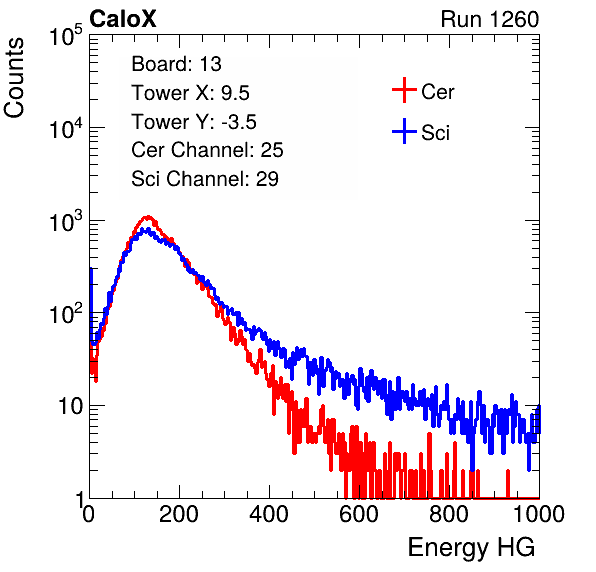 CaloX Run 1260
Counts
10^5
10^4
10^3
10^2
10
1
Board: 13
Tower X: 9.5
Tower Y: -3.5
Cer Channel: 25
Sci Channel: 29
Cer
Sci
0 200 400 600 800 1000
Energy HG